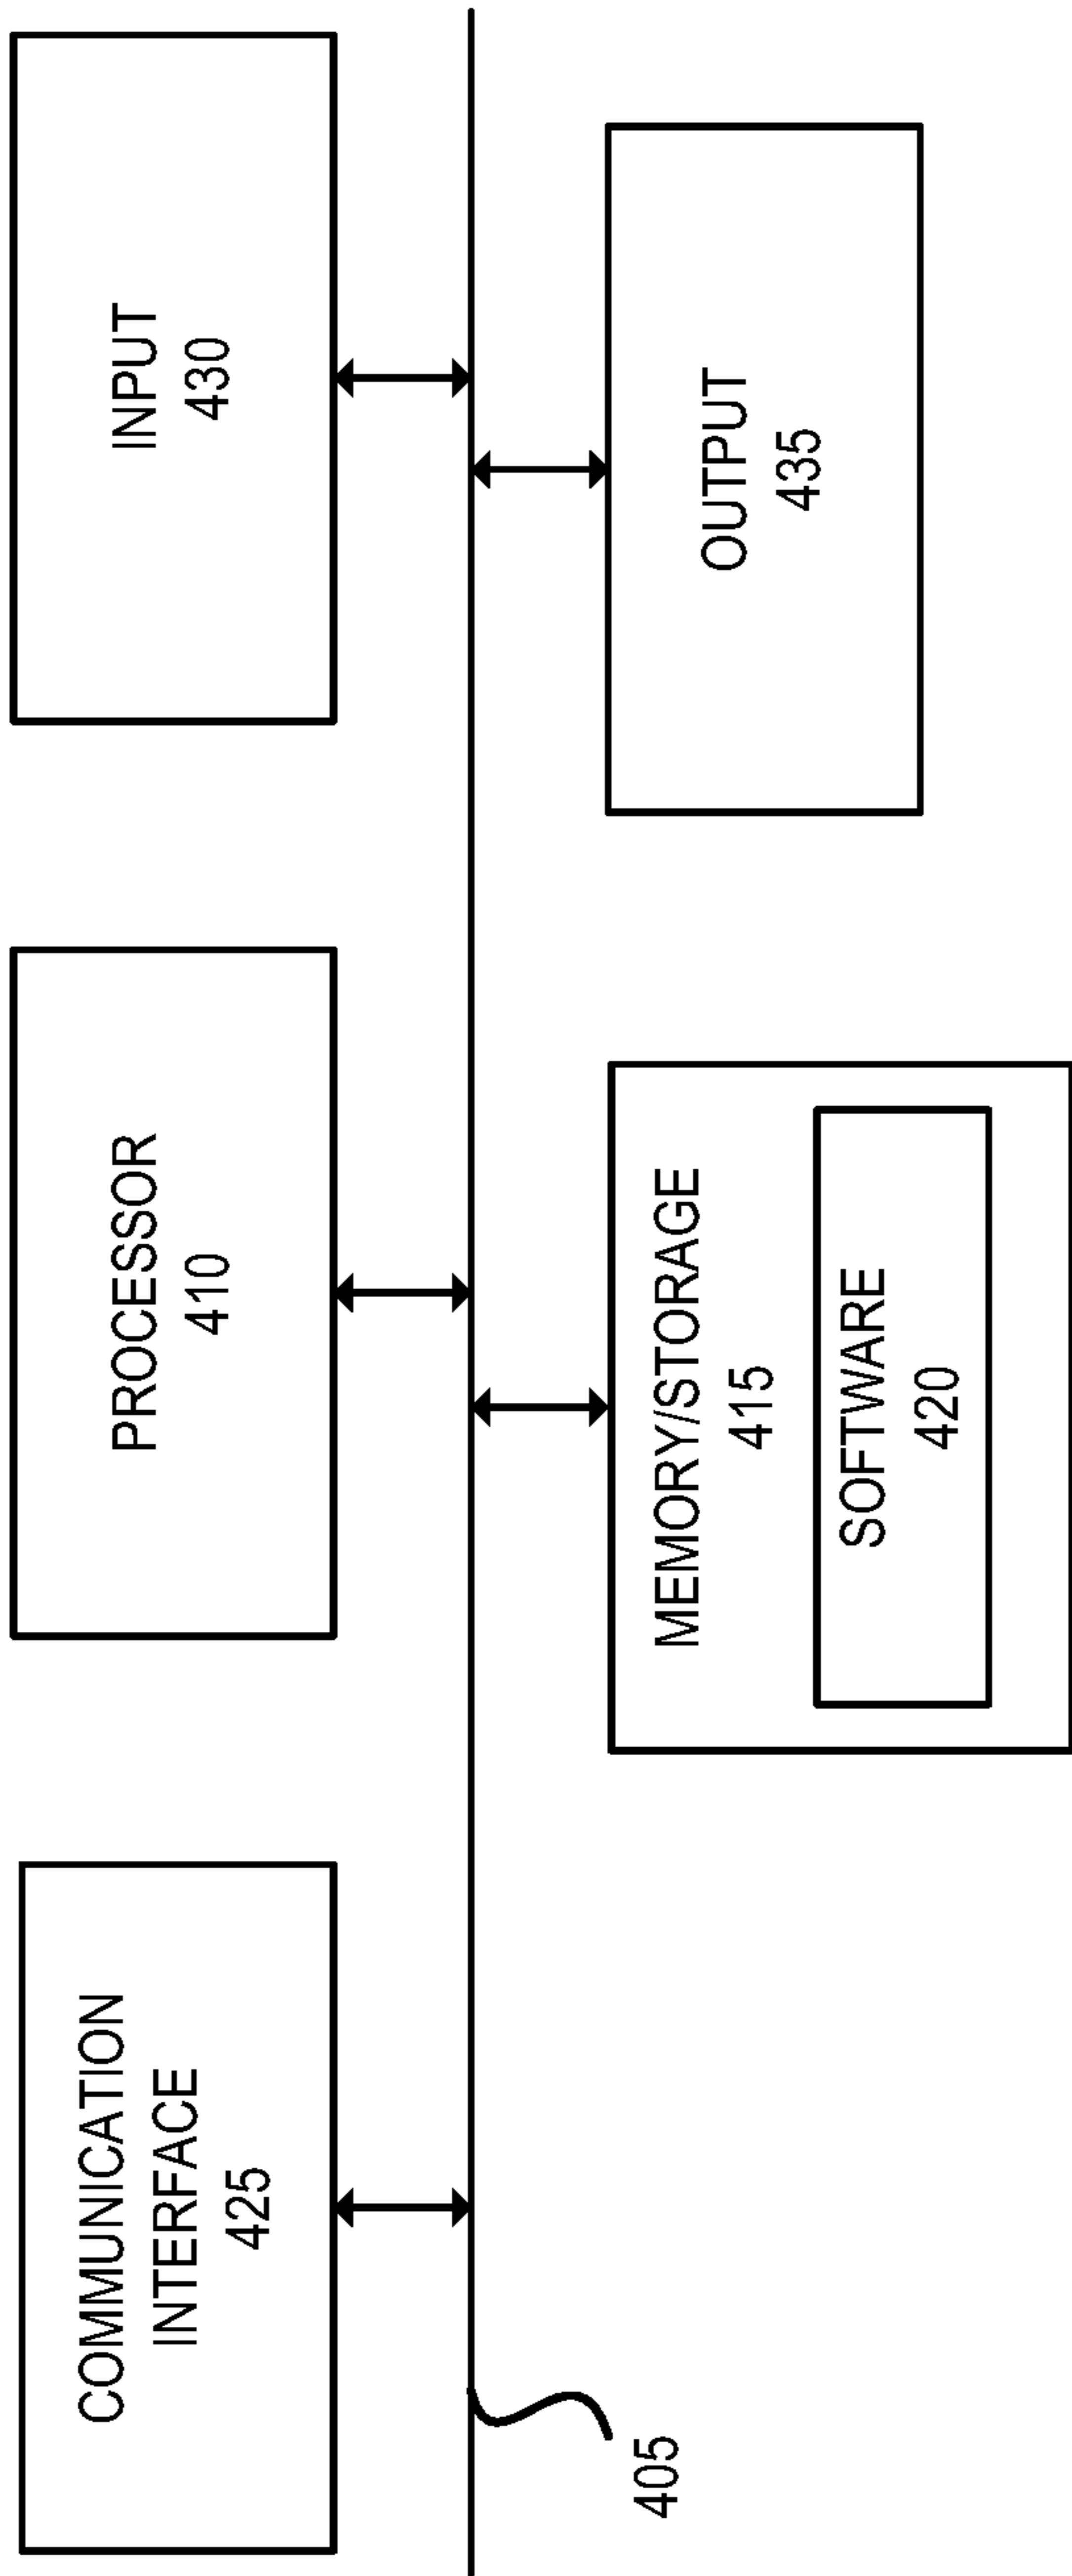 COMMUNICATION
INTERFACE
425
PROCESSOR
410
INPUT
430
405
MEMORY/STORAGE
415
SOFTWARE
420
OUTPUT
435